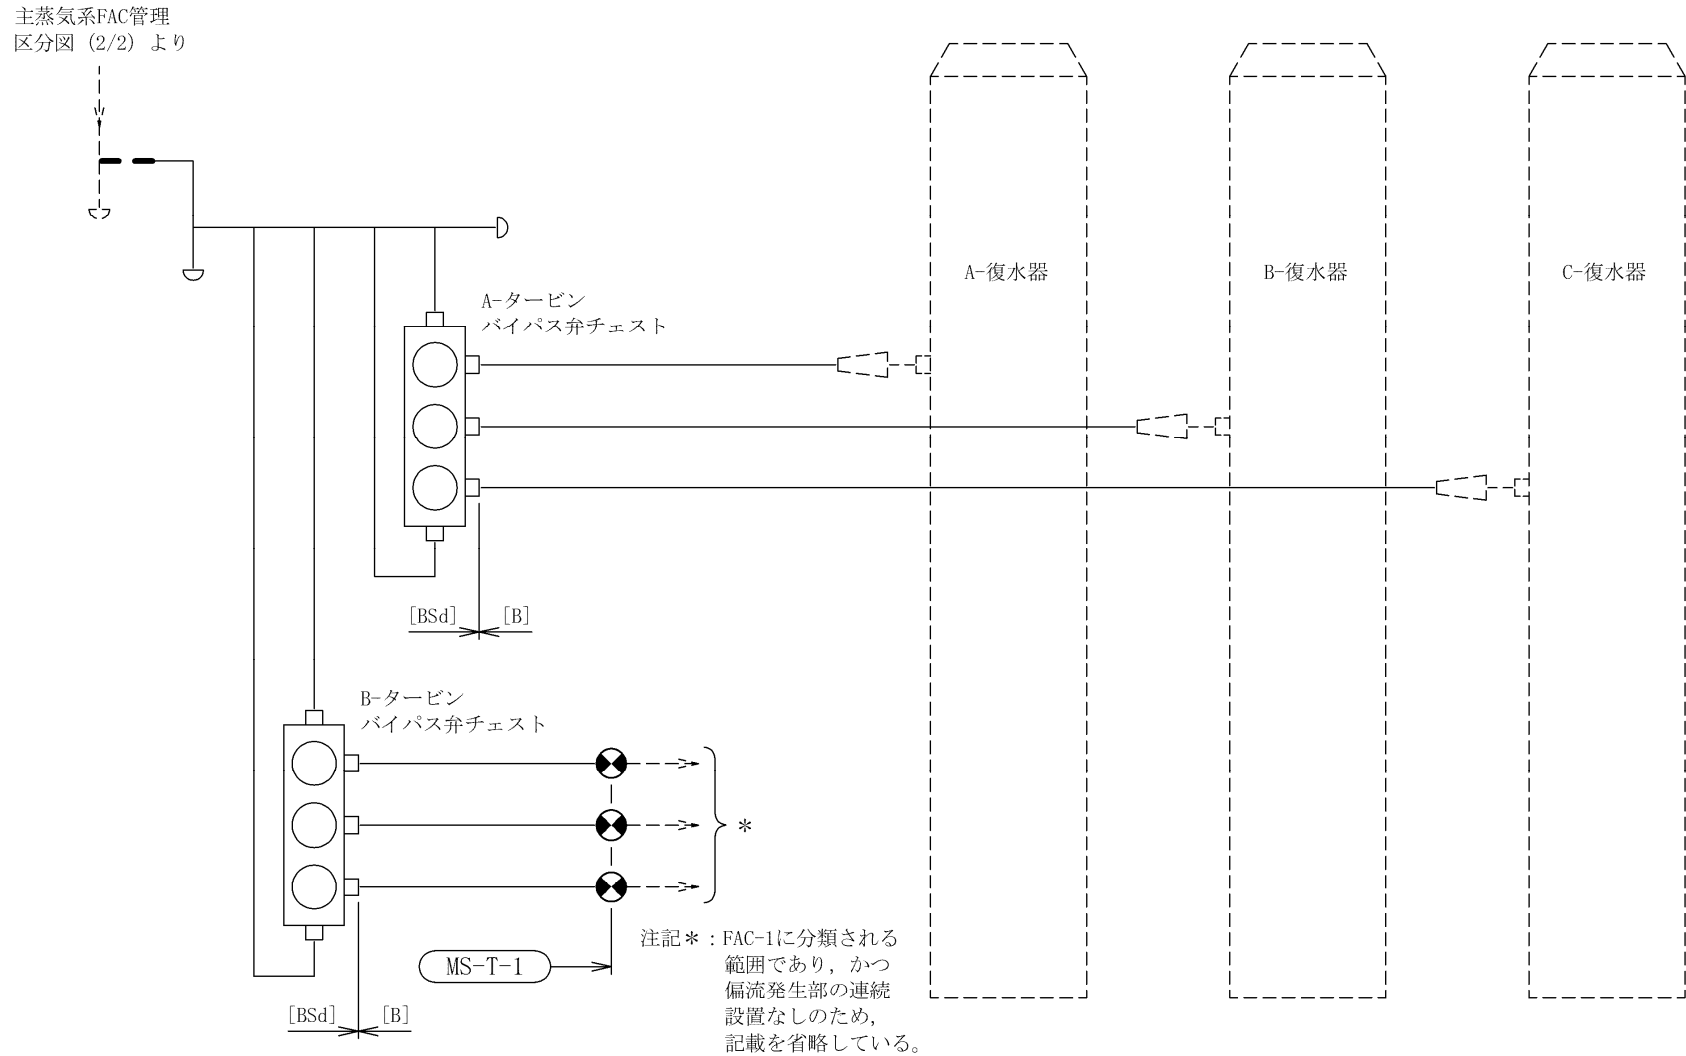 主蒸気系FAC管理
区分図（2/2）より
A-復水器
B-復水器
C-復水器
A-タービン
バイパス弁チェスト
[BSd]
[B]
B-タービン
バイパス弁チェスト
＊
MS-T-1
[BSd]
[B]
注記＊：FAC-1に分類される
範囲であり，かつ
偏流発生部の連続
設置なしのため，
記載を省略している。